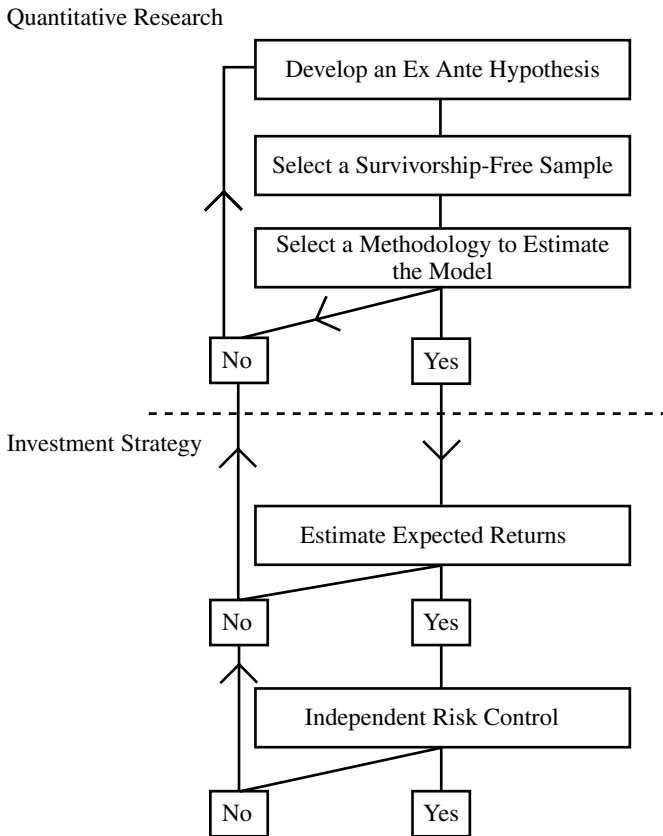 Quantitative Research
Develop an Ex Ante Hypothesis
Select a Survivorship-Free Sample
Select a Methodology to Estimate
the Model
No
Yes
Investment Strategy
Estimate Expected Returns
No
Yes
Independent Risk Control
No
Yes